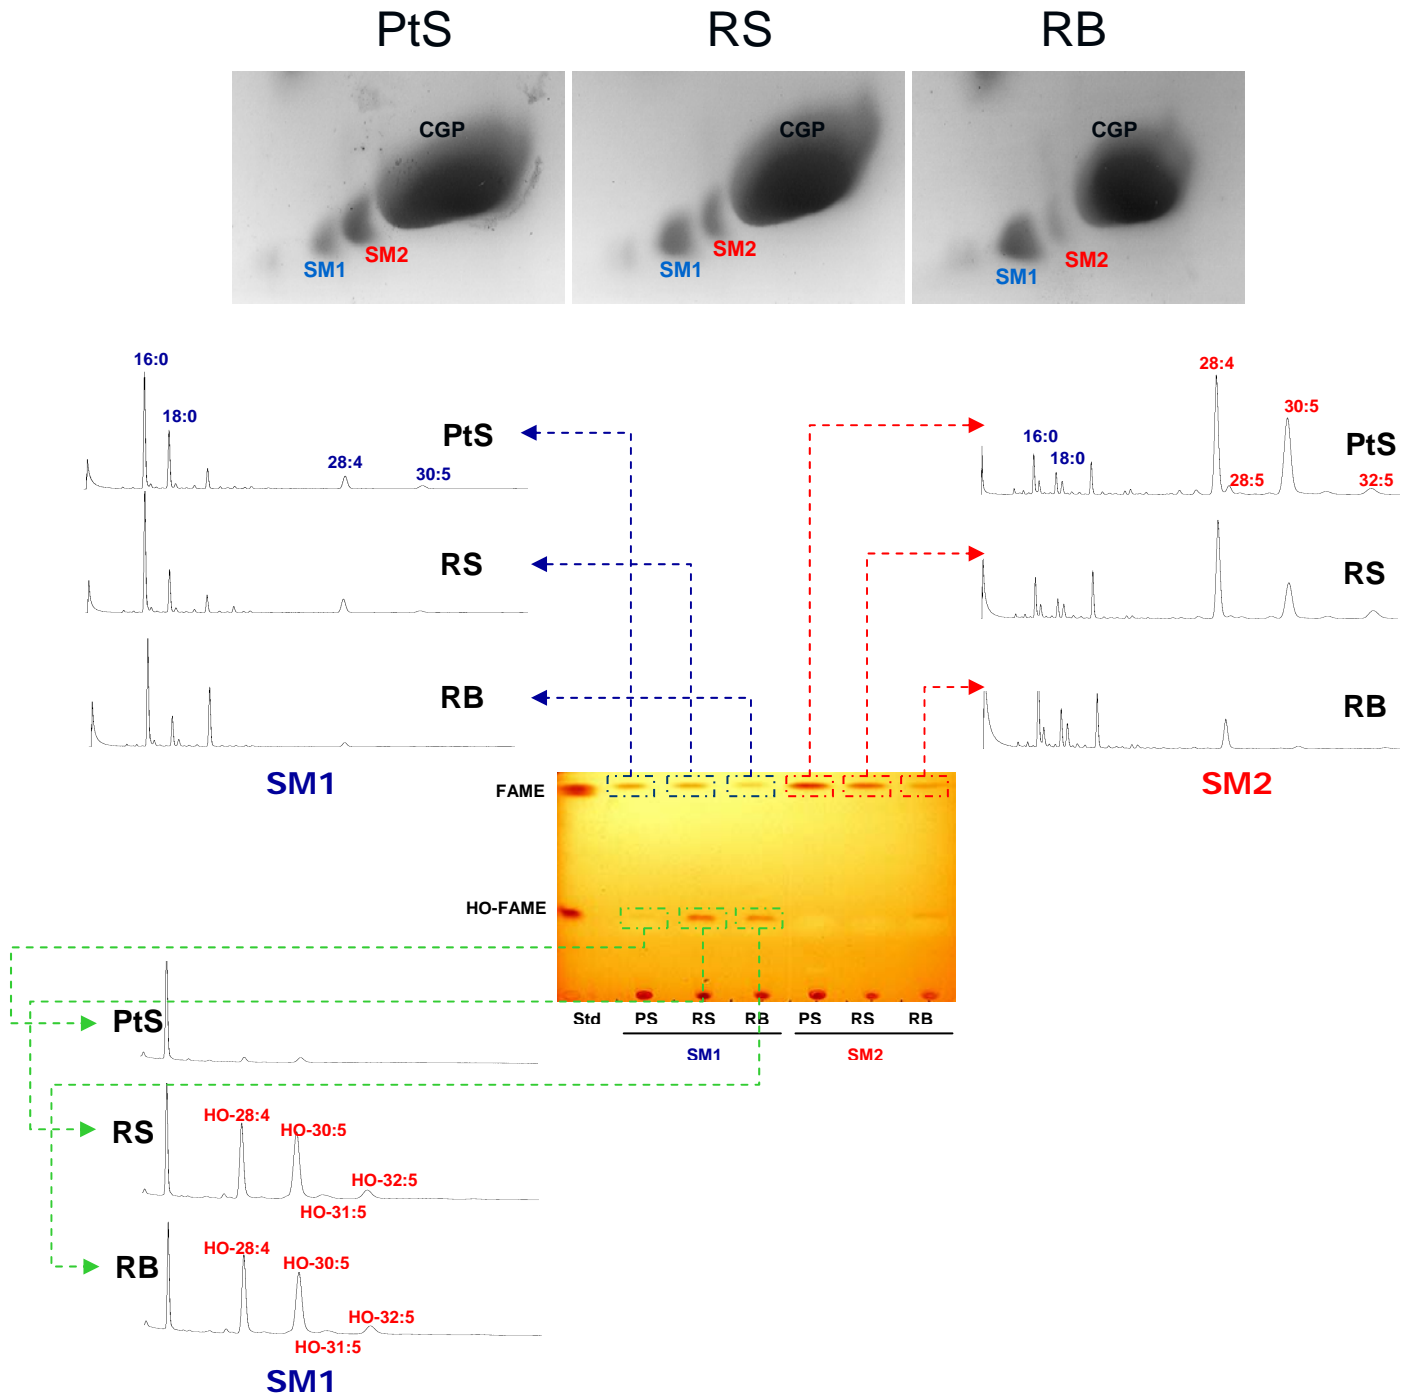 PtS RS RB
CGP CGP CGP
SM1 SM2 SM1 SM2 SM1 SM2
16:0
18:0
28:4
30:5
PtS
RS
RB
SM1
28:4
30:5
16:0
18:0
28:5
32:5
PtS
RS
RB
SM2
FAME
HO-FAME
Std PS RS RB PS RS RB
SM1 SM2
PtS
RS
HO-28:4
HO-30:5
HO-32:5
HO-31:5
RB
HO-28:4
HO-30:5
HO-32:5
HO-31:5
SM1